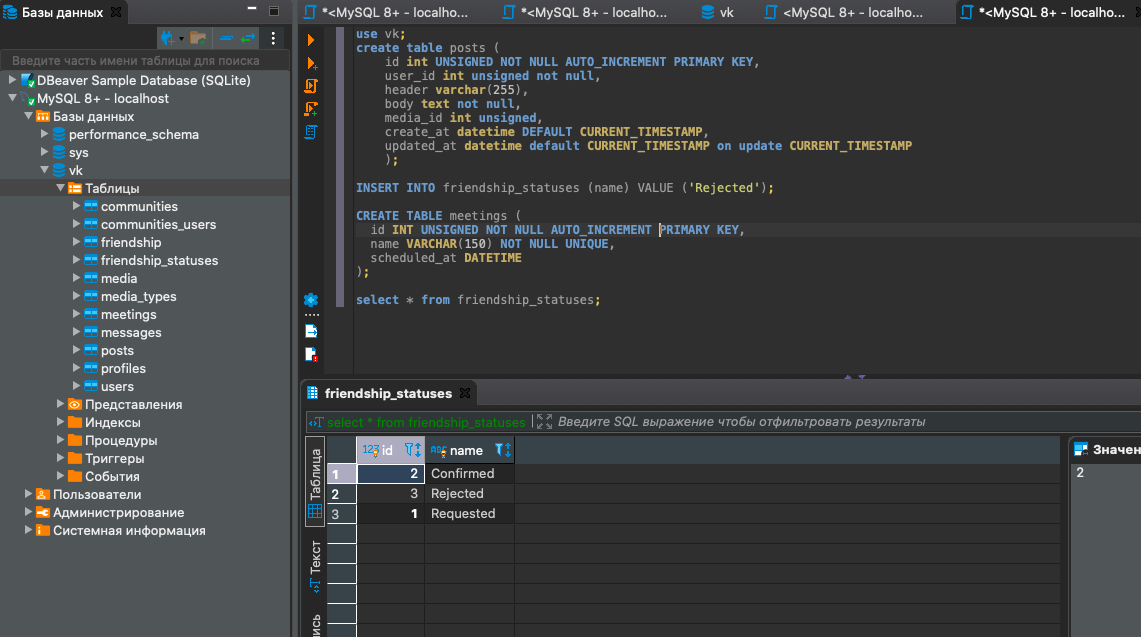 Базы данных
*<MySQL 8+ - localho...
*<MySQL 8+ - localho...
vk
<MySQL 8+ - localho...
*<MySQL 8+ - localho...
Введите часть имени таблицы для поиска
DBeaver Sample Database (SQLite)
MySQL 8+ - localhost
Базы данных
performance_schema
sys
vk
Таблицы
communities
communities_users
friendship
friendship_statuses
media
media_types
meetings
messages
posts
profiles
users
Представления
Индексы
Процедуры
Триггеры
События
Пользователи
Администрирование
Системная информация
use vk;
create table posts (
id int UNSIGNED NOT NULL AUTO_INCREMENT PRIMARY KEY,
user_id int unsigned not null,
header varchar(255),
body text not null,
media_id int unsigned,
create_at datetime DEFAULT CURRENT_TIMESTAMP,
updated_at datetime default CURRENT_TIMESTAMP on update CURRENT_TIMESTAMP
);
INSERT INTO friendship_statuses (name) VALUE ('Rejected');
CREATE TABLE meetings (
id INT UNSIGNED NOT NULL AUTO_INCREMENT PRIMARY KEY,
name VARCHAR(150) NOT NULL UNIQUE,
scheduled_at DATETIME
);
select * from friendship_statuses;
friendship_statuses
select * from friendship_statuses
Введите SQL выражение чтобы отфильтровать результаты
Таблица
Текст
123 id
ABC name
1 2 Confirmed
2 3 Rejected
3 1 Requested
Значен
2